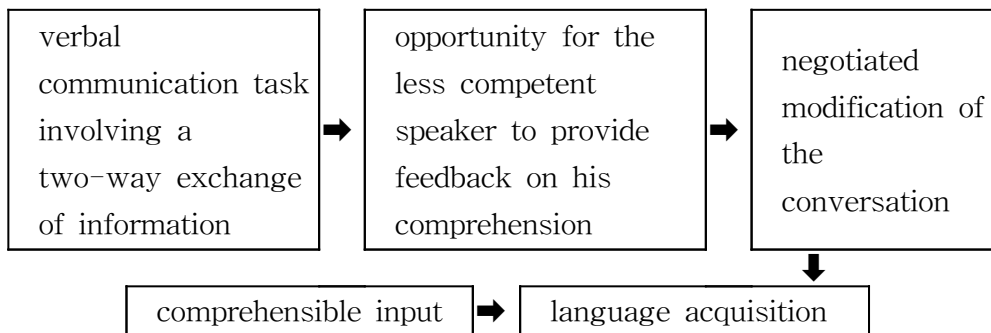 verbal
communication task
involving a
two-way exchange
of information
opportunity for the
less competent
speaker to provide
feedback on his
comprehension
negotiated
modification of
the
conversation
comprehensible input
language acquisition